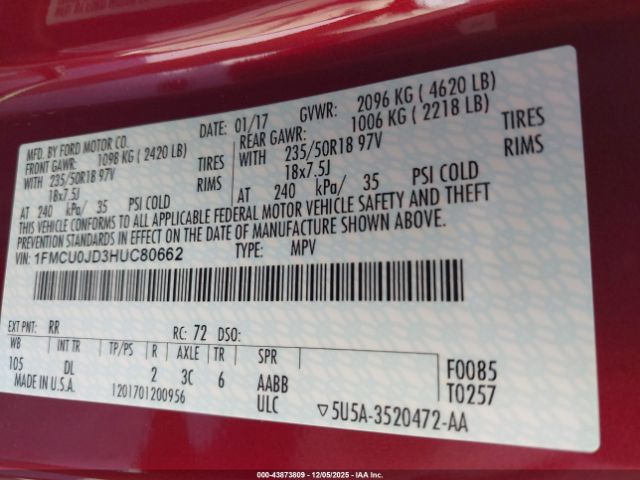 MFD. BY FORD MOTOR CO.
DATE: 01/17 GVWR: 2096 KG ( 4620 LB)
FRONT GAWR: 1098 KG ( 2420 LB)
REAR GAWR: 1006 KG ( 2218 LB)
WITH 235/50R18 97V TIRES
WITH 235/50R18 97V TIRES
18x7.5J RIMS
18x7.5J RIMS
AT 240 kPa/ 35 PSI COLD
AT 240 kPa/ 35 PSI COLD
THIS VEHICLE CONFORMS TO ALL APPLICABLE FEDERAL MOTOR VEHICLE SAFETY AND THEFT
PREVENTION STANDARDS IN EFFECT ON THE DATE OF MANUFACTURE SHOWN ABOVE.
VIN: 1FMCU0JD3HUC80662 TYPE: MPV
EXT PNT: RR RC: 72 DSO:
WB INT TR TP/PS R AXLE TR SPR
105 DL 2 3C 6 AABB F0085
MADE IN U.S.A. 1201701200956 ULC T0257
▽5U5A-3520472-AA
000-43873809 - 12/05/2025 - IAA Inc.